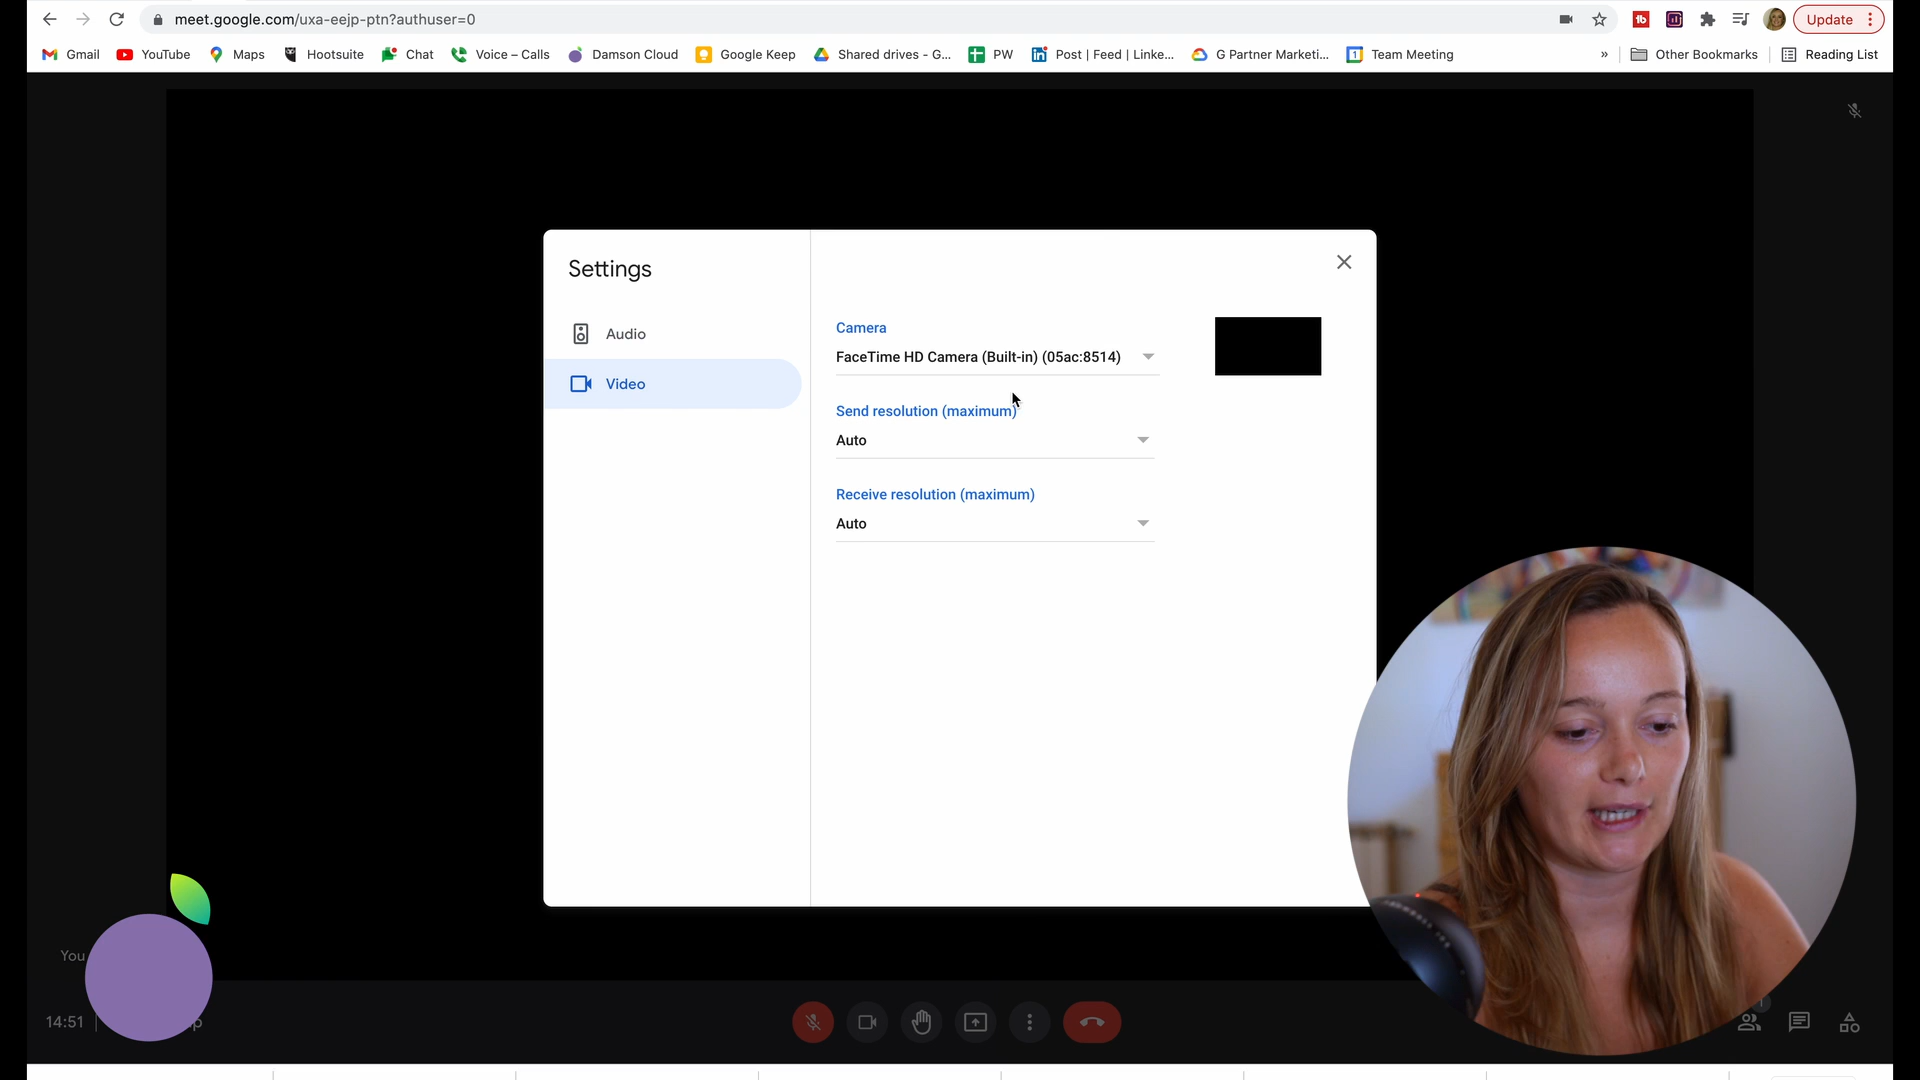 meet.google.com/uxa-eejp-ptn?authuser=0
Update
Gmail YouTube Maps Hootsuite Chat Voice – Calls Damson Cloud Google Keep Shared drives - G... PW Post | Feed | Linke... G Partner Marketi... Team Meeting » Other Bookmarks Reading List
Settings
Audio
Video
Camera
FaceTime HD Camera (Built-in) (05ac:8514)
Send resolution (maximum)
Auto
Receive resolution (maximum)
Auto
You
14:51